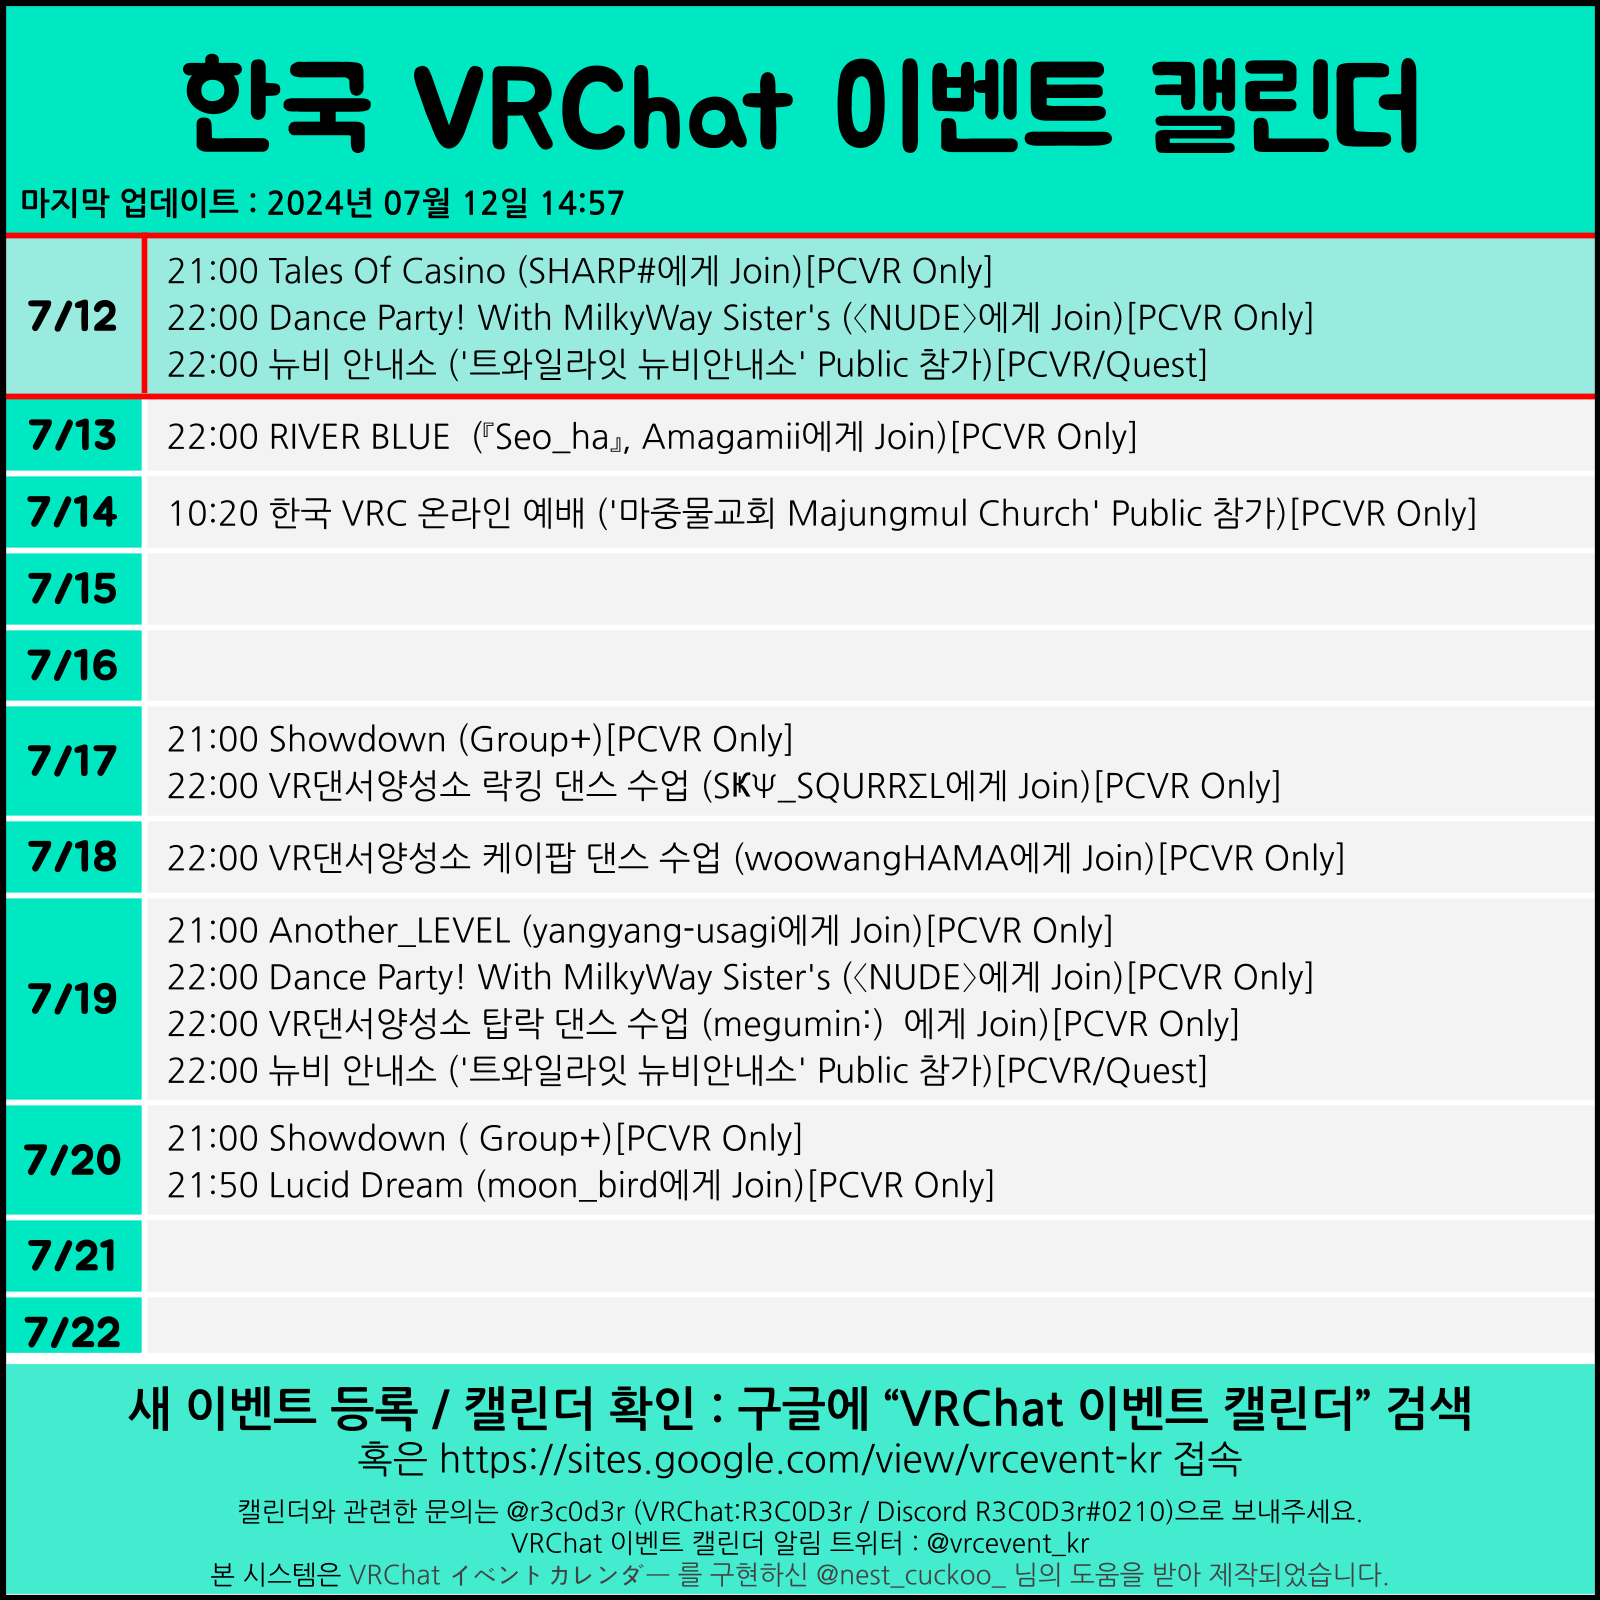 한국 VRChat 이벤트 캘린더
마지막 업데이트 : 2024년 07월 12일 14:57
7/12
21:00 Tales Of Casino (SHARP#에게 Join)[PCVR Only]
22:00 Dance Party! With MilkyWay Sister's (〈NUDE〉에게 Join)[PCVR Only]
22:00 뉴비 안내소 ('트와일라잇 뉴비안내소' Public 참가)[PCVR/Quest]
7/13
22:00 RIVER BLUE  (『Seo_ha』, Amagamii에게 Join)[PCVR Only]
7/14
10:20 한국 VRC 온라인 예배 ('마중물교회 Majungmul Church' Public 참가)[PCVR Only]
7/15
7/16
7/17
21:00 Showdown (Group+)[PCVR Only]
22:00 VR댄서양성소 락킹 댄스 수업 (S₭Ψ_SQURRΣL에게 Join)[PCVR Only]
7/18
22:00 VR댄서양성소 케이팝 댄스 수업 (woowangHAMA에게 Join)[PCVR Only]
7/19
21:00 Another_LEVEL (yangyang-usagi에게 Join)[PCVR Only]
22:00 Dance Party! With MilkyWay Sister's (〈NUDE〉에게 Join)[PCVR Only]
22:00 VR댄서양성소 탑락 댄스 수업 (megumin:)  에게 Join)[PCVR Only]
22:00 뉴비 안내소 ('트와일라잇 뉴비안내소' Public 참가)[PCVR/Quest]
7/20
21:00 Showdown ( Group+)[PCVR Only]
21:50 Lucid Dream (moon_bird에게 Join)[PCVR Only]
7/21
7/22
새 이벤트 등록 / 캘린더 확인 : 구글에 “VRChat 이벤트 캘린더” 검색
혹은 https://sites.google.com/view/vrcevent-kr 접속
캘린더와 관련한 문의는 @r3c0d3r (VRChat:R3C0D3r / Discord R3C0D3r#0210)으로 보내주세요.
VRChat 이벤트 캘린더 알림 트위터 : @vrcevent_kr
본 시스템은 VRChat イベントカレンダー 를 구현하신 @nest_cuckoo_ 님의 도움을 받아 제작되었습니다.